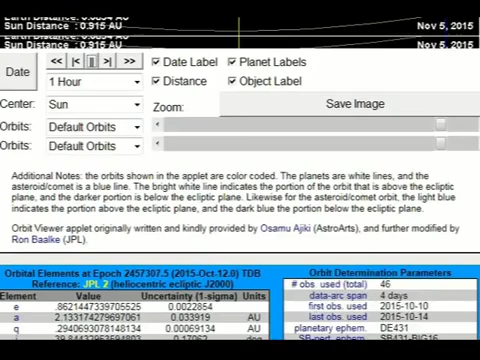 Earth Distance: 0.0854 AU
Sun Distance: 0.915 AU Nov 5, 2015
Sun Distance: 0.915 AU Nov 5, 2015
Date << |< || >| >> Date Label Planet Labels
1 Hour Distance Object Label
Center: Sun Zoom: Save Image
Orbits: Default Orbits
Orbits: Default Orbits
Additional Notes: the orbits shown in the applet are color coded. The planets are white lines, and the
asteroid/comet is a blue line. The bright white line indicates the portion of the orbit that is above the ecliptic
plane, and the darker portion is below the ecliptic plane. Likewise for the asteroid/comet orbit, the light blue
indicates the portion above the ecliptic plane, and the dark blue the portion below the ecliptic plane.
Orbit Viewer applet originally written and kindly provided by Osamu Ajiki (AstroArts), and further modified by
Ron Baalke (JPL).
Orbital Elements at Epoch 2457307.5 (2015-Oct-12.0) TDB
Reference: JPL 2 (heliocentric ecliptic J2000)
Element Value Uncertainty (1-sigma) Units
e .8621447339705525 0.0022854
a 2.133174279697061 0.033919 AU
q .2940693078148134 0.00069134 AU
Orbit Determination Parameters
# obs. used (total) 46
data-arc span 4 days
first obs. used 2015-10-10
last obs. used 2015-10-14
planetary ephem. DE431
SB-pert. ephem. SB431-BIG16